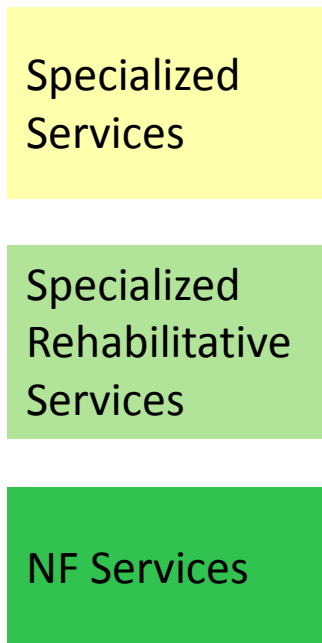 Specialized
Services
Specialized
Rehabilitative
Services
NF Services